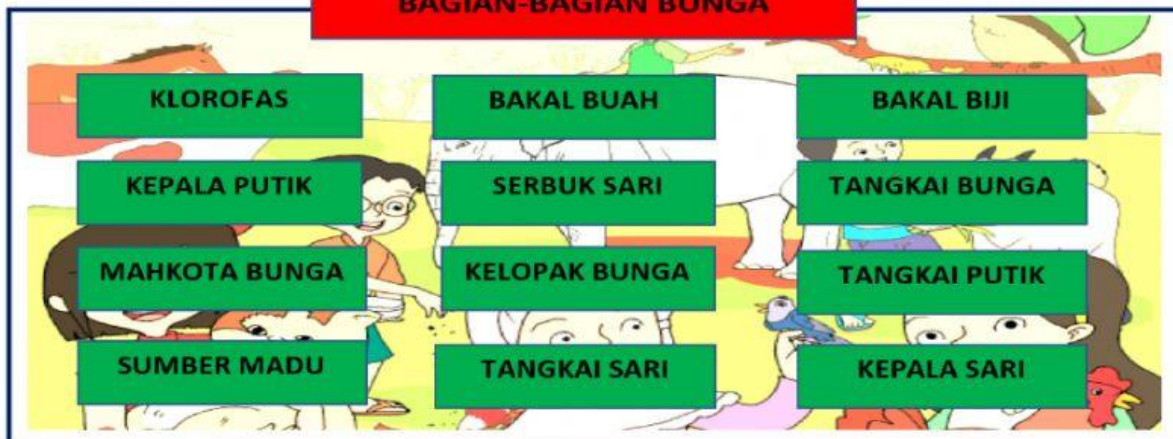 BAGIAN-BAGIAN BUNGA
KLOROFAS
BAKAL BUAH
BAKAL BIJI
KEPALA PUTIK
SERBUK SARI
TANGKAI BUNGA
MAHKOTA BUNGA
KELOPAK BUNGA
TANGKAI PUTIK
SUMBER MADU
TANGKAI SARI
KEPALA SARI